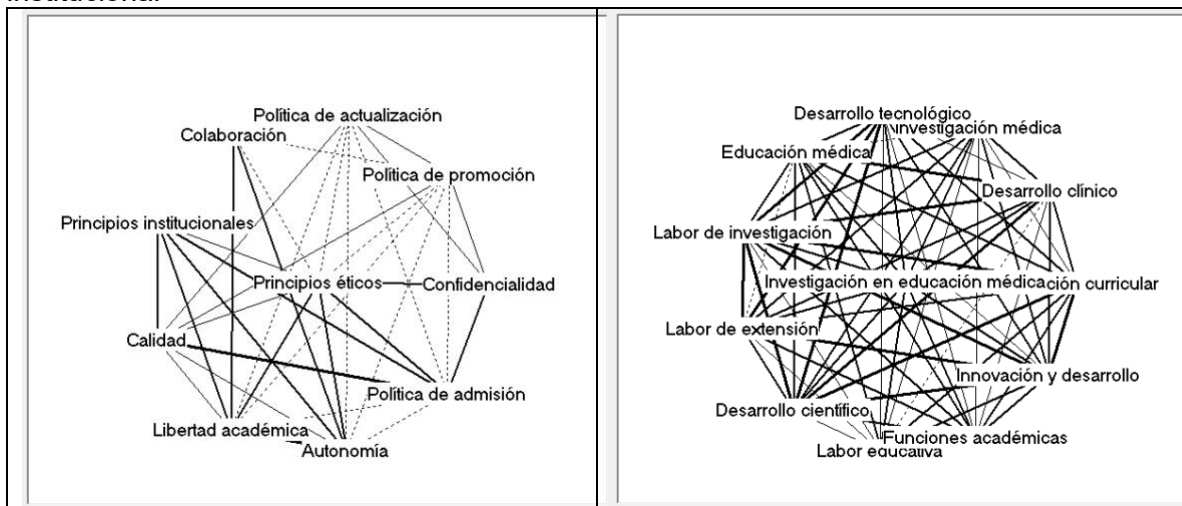 Política de actualización
Colaboración
Política de promoción
Principios institucionales
Principios éticos
Confidencialidad
Calidad
Política de admisión
Libertad académica
Autonomía
Desarrollo tecnológico
Investigación médica
Educación médica
Desarrollo clínico
Labor de investigación
Investigación en educación médica
ción curricular
Labor de extensión
Innovación y desarrollo
Desarrollo científico
Funciones académicas
Labor educativa